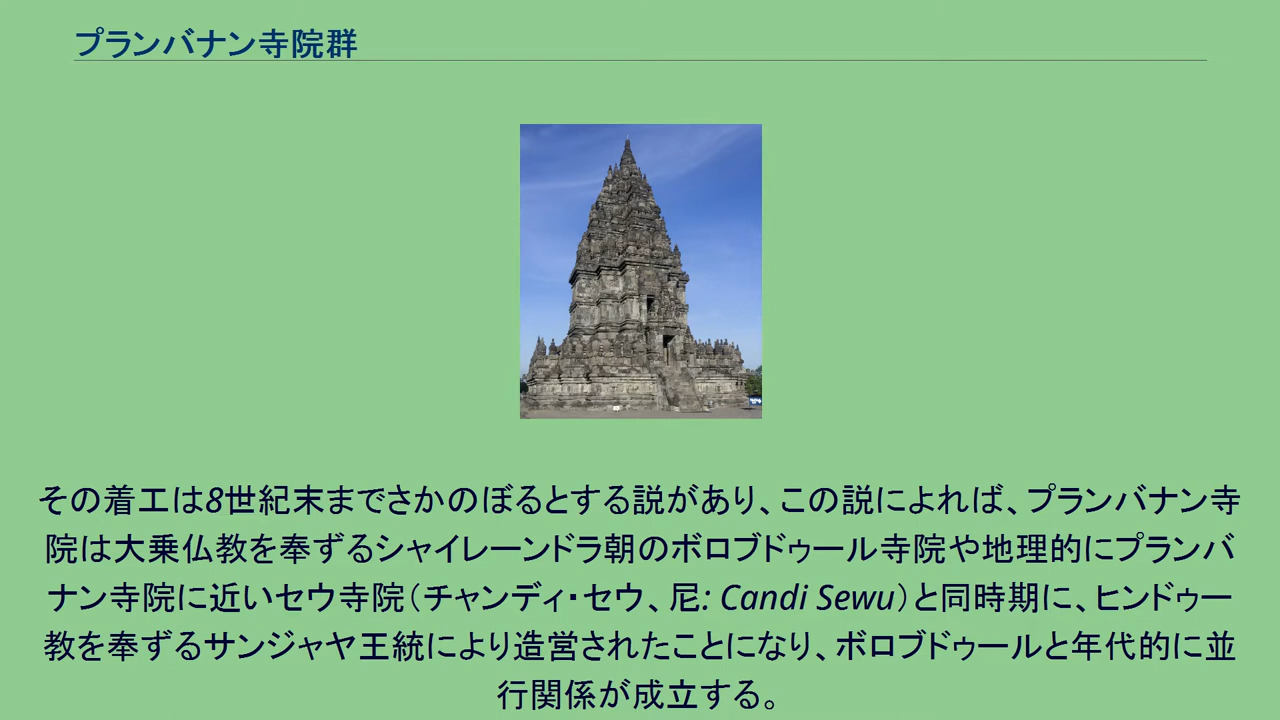 プランバナン寺院群
その着工は8世紀末までさかのぼるとする説があり、この説によれば、プランバナン寺
院は大乗仏教を奉ずるシャイレーンドラ朝のボロブドゥール寺院や地理的にプランバ
ナン寺院に近いセウ寺院（チャンディ・セウ、尼: Candi Sewu）と同時期に、ヒンドゥー
教を奉ずるサンジャヤ王統により造営されたことになり、ボロブドゥールと年代的に並
行関係が成立する。